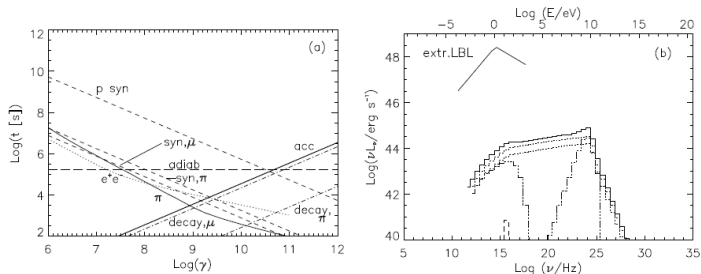 Log (E/eV)
-5 0 5 10 15 20
(a)
(b)
12
10
8
6
4
2
Log(t [s])
p syn
syn,μ
acc
adiab
syn,π
e⁺e⁻
π
decay,μ
decay,
π
6 7 8 9 10 11 12
Log(γ)
48
46
44
42
40
Log(νLᵥ/erg s⁻¹)
extr.LBL
10 15 20 25 30 35
Log (ν/Hz)